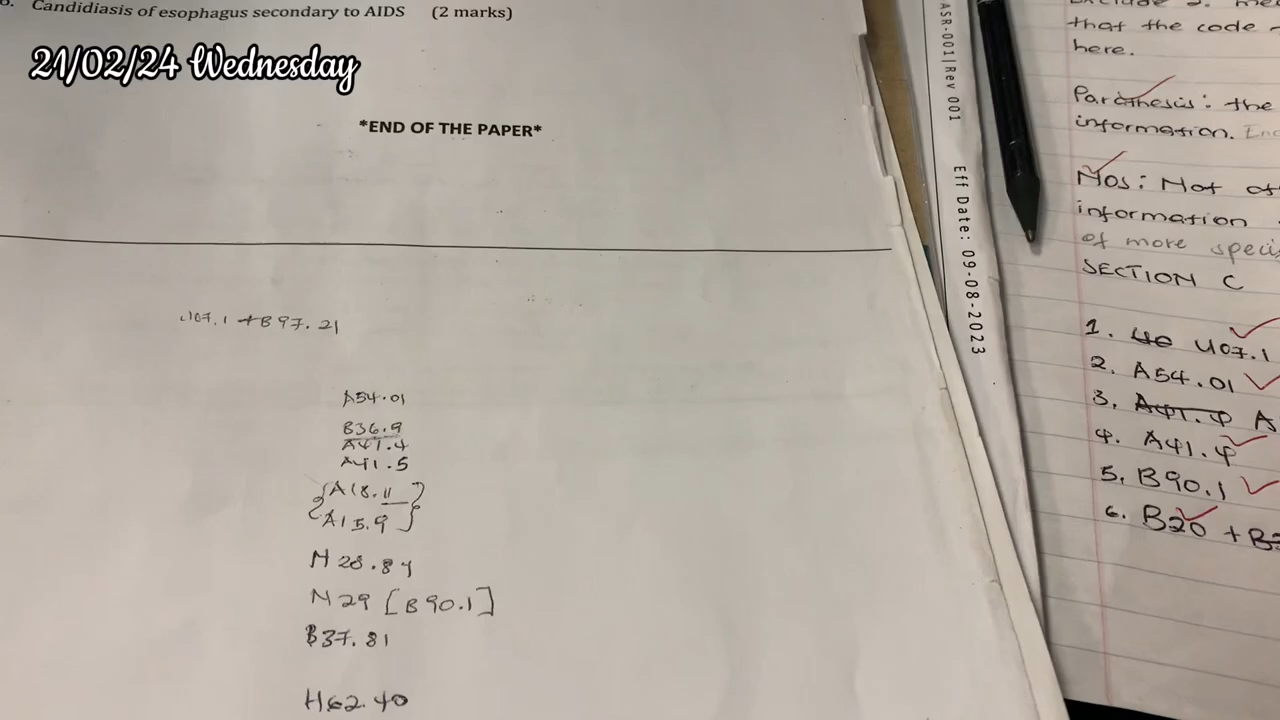 Candidiasis of esophagus secondary to AIDS (2 marks)
21/02/24 Wednesday
*END OF THE PAPER*
U07.1 + B97.21
A54.01
B36.9
A41.4
A41.5
{A18.11}
{A15.9}
N28.84
N29 [B90.1]
B37.81
H62.40
ASR-001|Rev 001 Eff Date: 09-08-2023
that the code
here.
Parenthesis: the
information.
Nos: Not
information
of more
SECTION C
1. U07.1
2. A54.01
3. A41.4 A
4. A41.4
5. B90.1
6. B20 + B